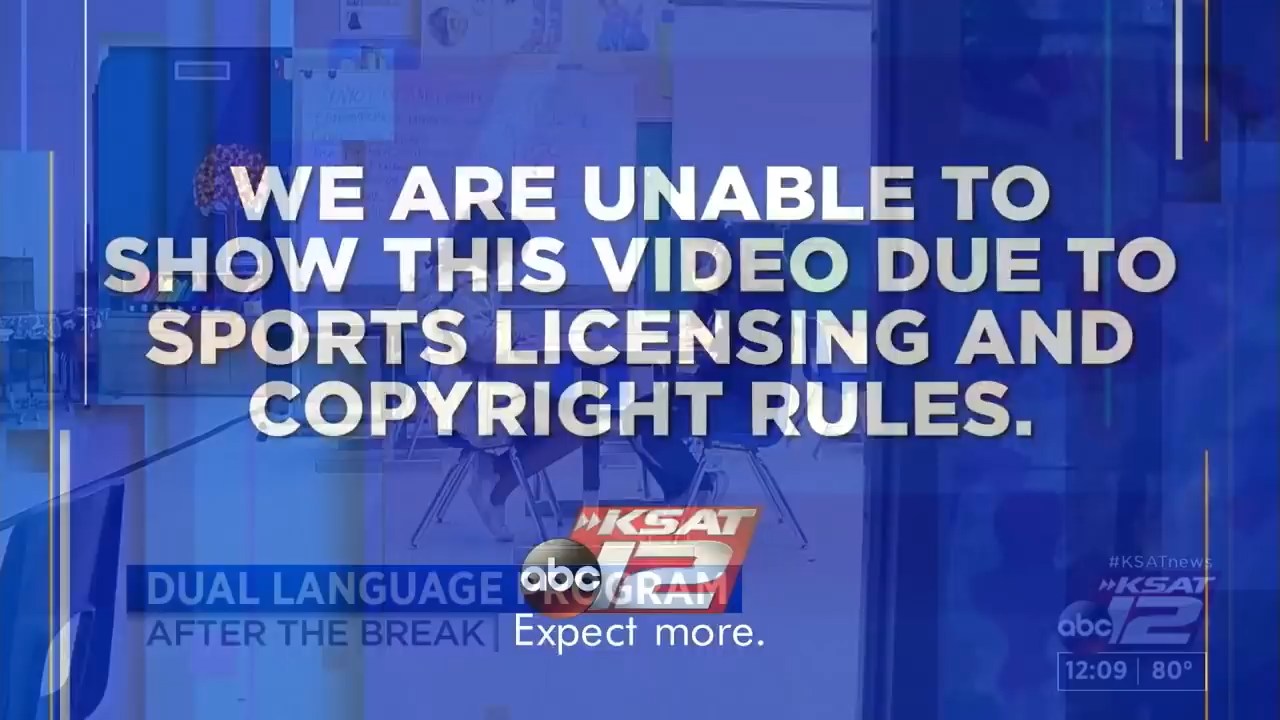 WE ARE UNABLE TO
SHOW THIS VIDEO DUE TO
SPORTS LICENSING AND
COPYRIGHT RULES.
KSAT
abc 12
DUAL LANGUAGE PROGRAM
AFTER THE BREAK
Expect more.
#KSATnews
KSAT
abc 12
12:09 80°